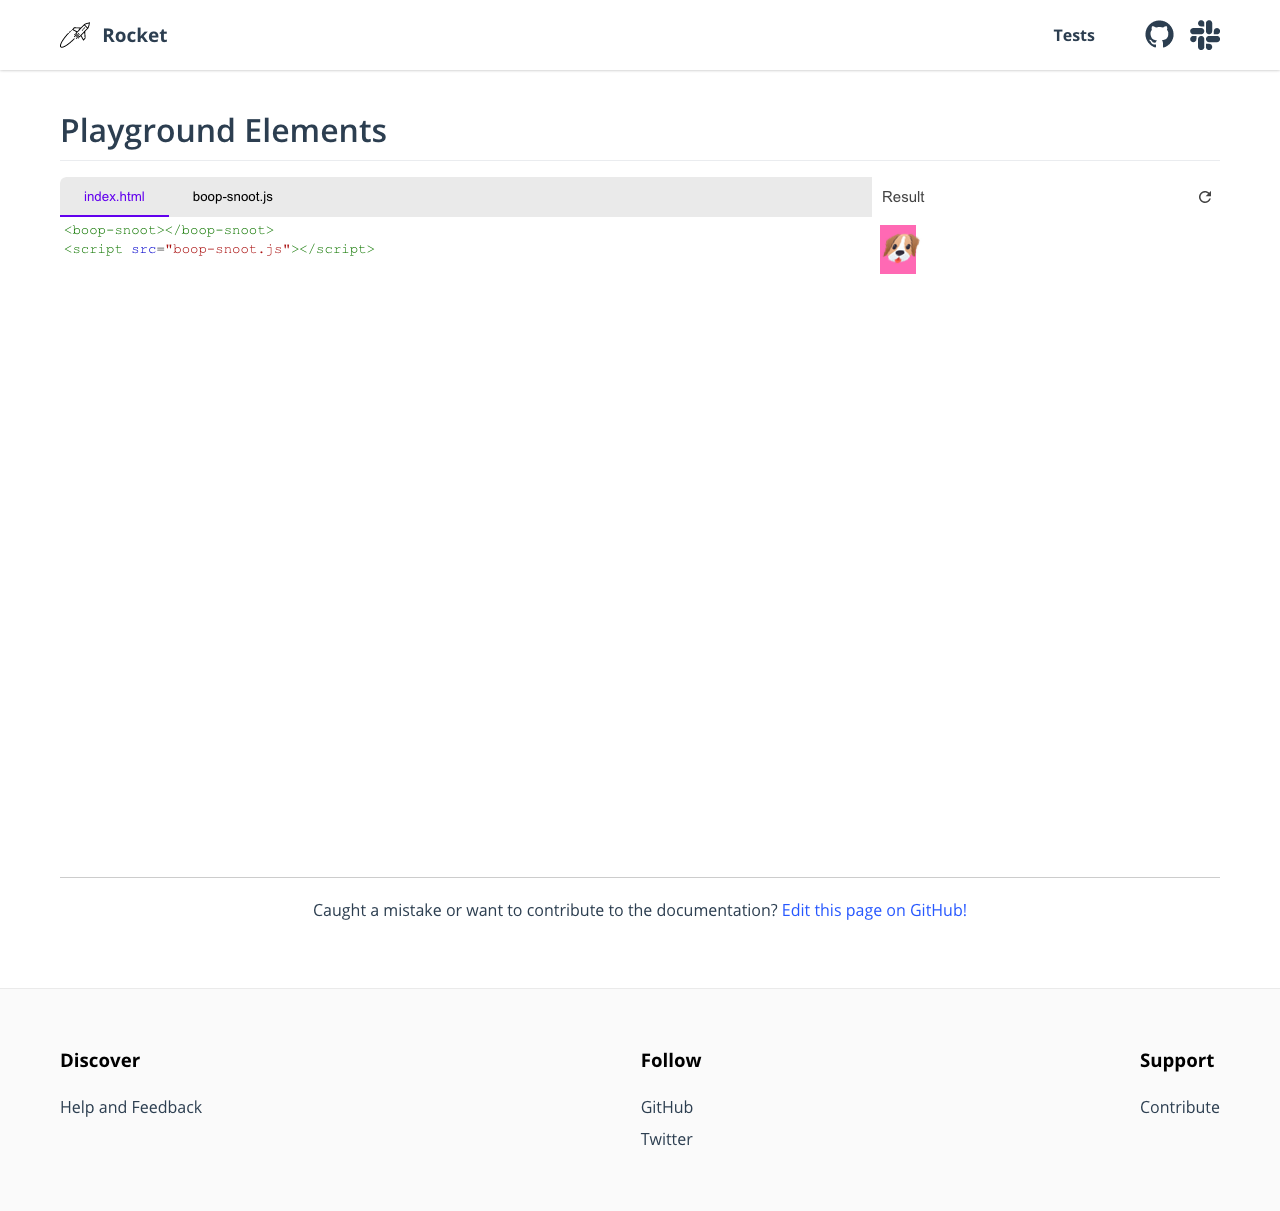 Rocket
Tests
Playground Elements
index.html
boop-snoot.js
Result
<boop-snoot></boop-snoot>
<script src="boop-snoot.js"></script>
Caught a mistake or want to contribute to the documentation? Edit this page on GitHub!
Discover
Follow
Support
Help and Feedback
GitHub
Contribute
Twitter